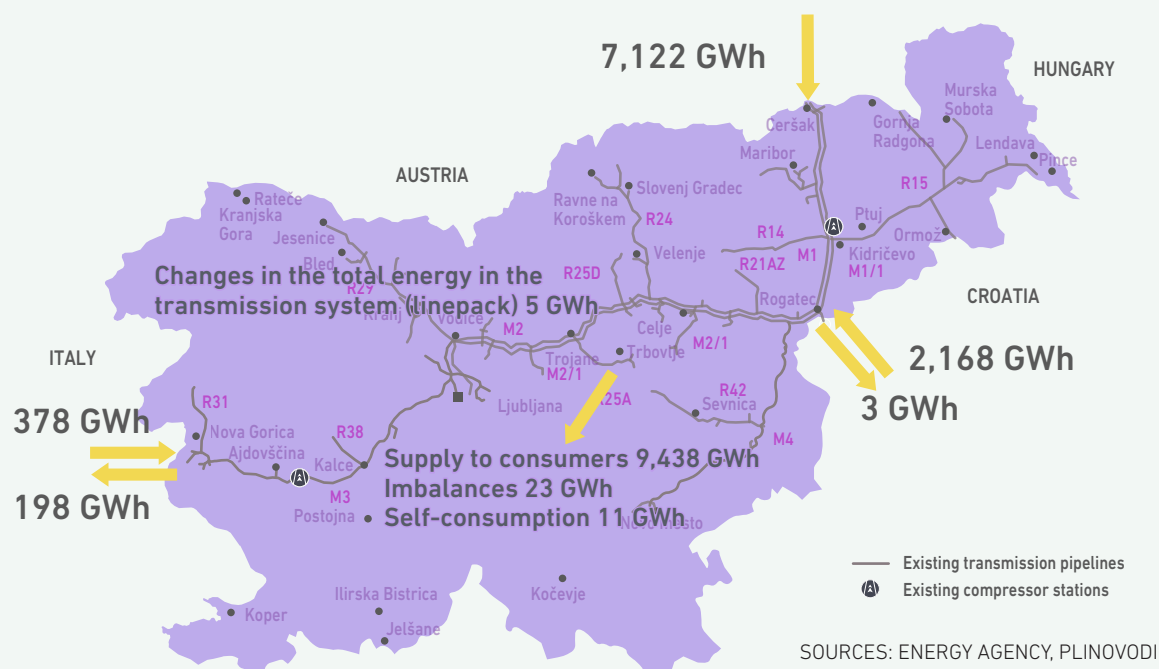 7,122 GWh
HUNGARY
Murska
Sobota
Ceršak
Gornja
Radgona
Lendava
Maribor
Pince
AUSTRIA
R15
Rateče
Kranjska
Gora
Ravne na
Koroškem
Slovenj Gradec
R24
Ptuj
Jesenice
R14
Ormož
Bled
Velenje
M1
Kidričevo
R21AZ
M1/1
R25D
Changes in the total energy in the
transmission system (linepack) 5 GWh
R29
Kranj
Vodice
Rogatec
CROATIA
M2
Celje
M2/1
Trojane
Trbovlje
M2/1
ITALY
2,168 GWh
3 GWh
R31
Ljubljana
R25A
R42
Sevnica
378 GWh
Nova Gorica
R38
M4
Ajdovščina
Kalce
Supply to consumers 9,438 GWh
Imbalances 23 GWh
Self-consumption 11 GWh
198 GWh
M3
Postojna
Novo mesto
Existing transmission pipelines
Existing compressor stations
Ilirska Bistrica
Kočevje
Koper
Jelšane
SOURCES: ENERGY AGENCY, PLINOVODI